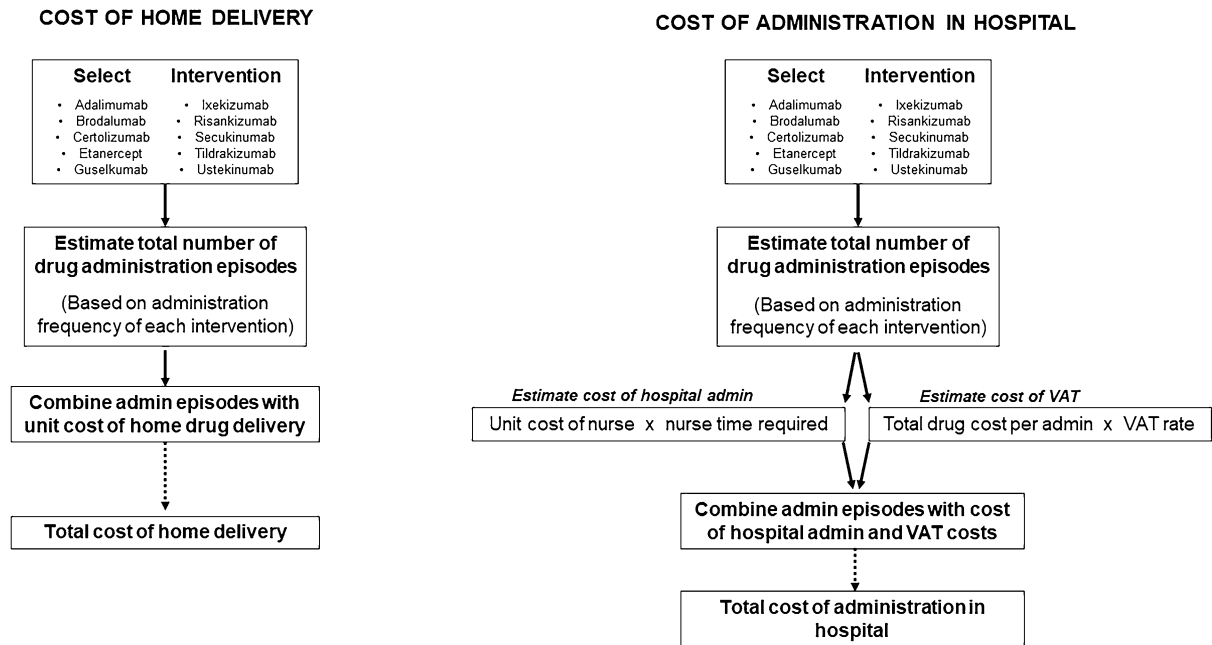 COST OF HOME DELIVERY
Select Intervention
• Adalimumab • Ixekizumab
• Brodalumab • Risankizumab
• Certolizumab • Secukinumab
• Etanercept • Tildrakizumab
• Guselkumab • Ustekinumab
Estimate total number of
drug administration episodes
(Based on administration
frequency of each intervention)
Combine admin episodes with
unit cost of home drug delivery
Total cost of home delivery
COST OF ADMINISTRATION IN HOSPITAL
Select Intervention
• Adalimumab • Ixekizumab
• Brodalumab • Risankizumab
• Certolizumab • Secukinumab
• Etanercept • Tildrakizumab
• Guselkumab • Ustekinumab
Estimate total number of
drug administration episodes
(Based on administration
frequency of each intervention)
Estimate cost of hospital admin
Unit cost of nurse x nurse time required
Estimate cost of VAT
Total drug cost per admin x VAT rate
Combine admin episodes with cost
of hospital admin and VAT costs
Total cost of administration in
hospital